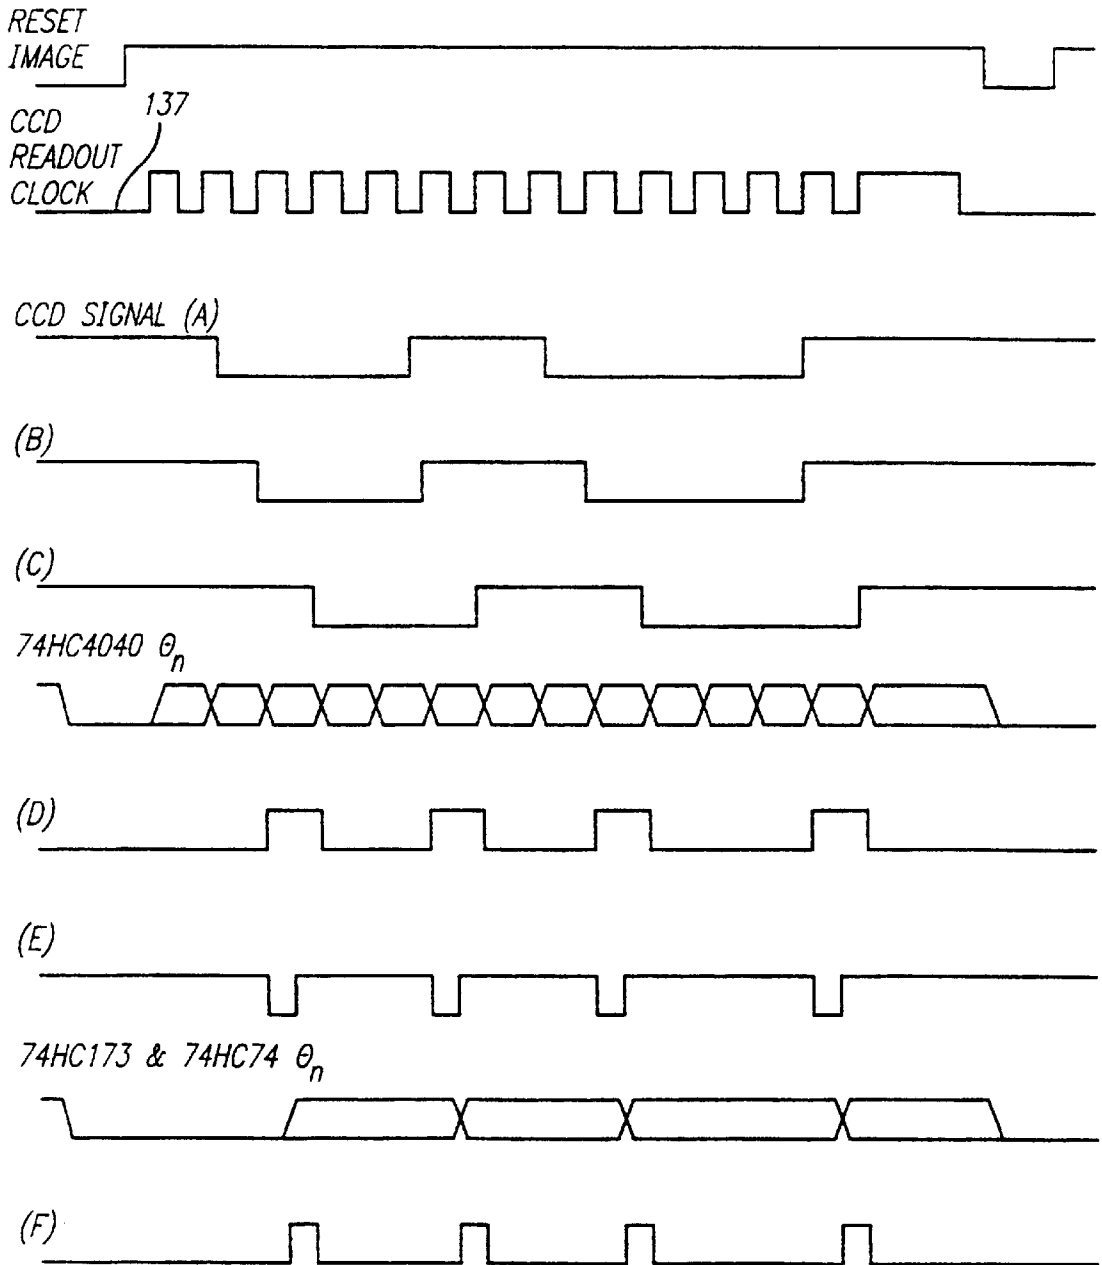 RESET
IMAGE
137
CCD
READOUT
CLOCK
CCD SIGNAL (A)
(B)
(C)
74HC4040 θn
(D)
(E)
74HC173 & 74HC74 θn
(F)